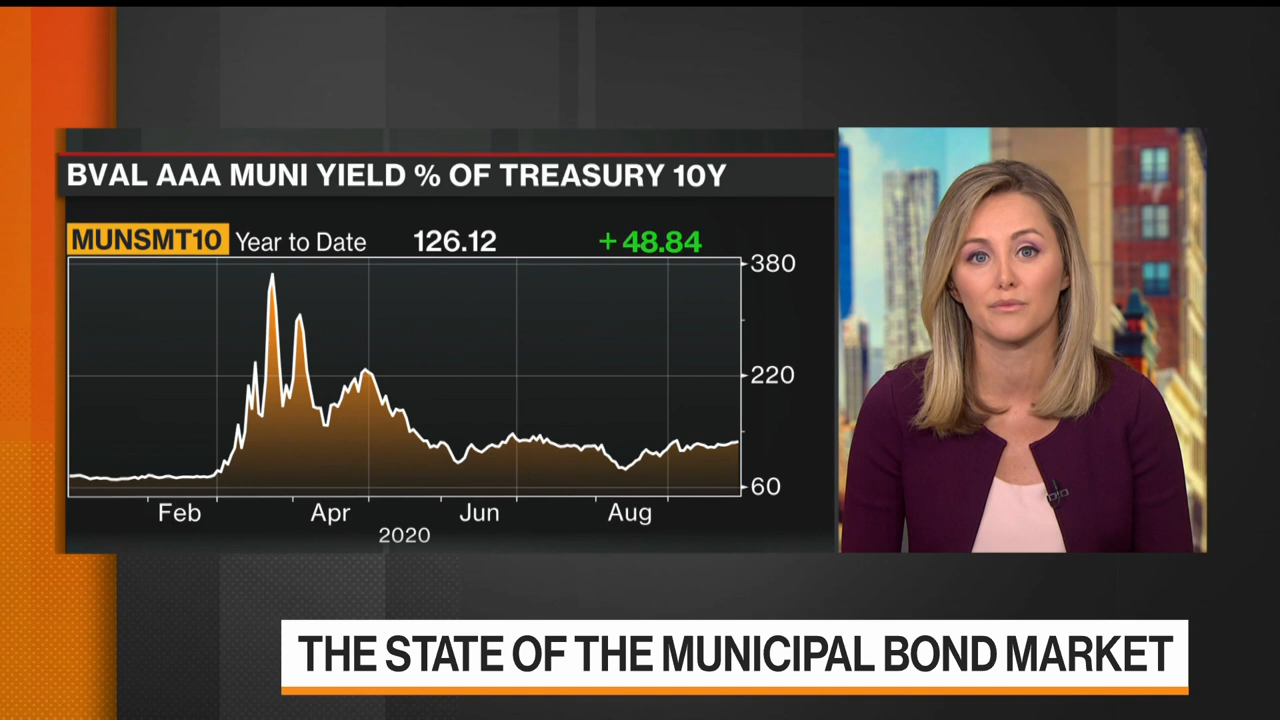 BVAL AAA MUNI YIELD % OF TREASURY 10Y
MUNSMT10 Year to Date 126.12 + 48.84
380
220
60
Feb Apr Jun Aug
2020
THE STATE OF THE MUNICIPAL BOND MARKET